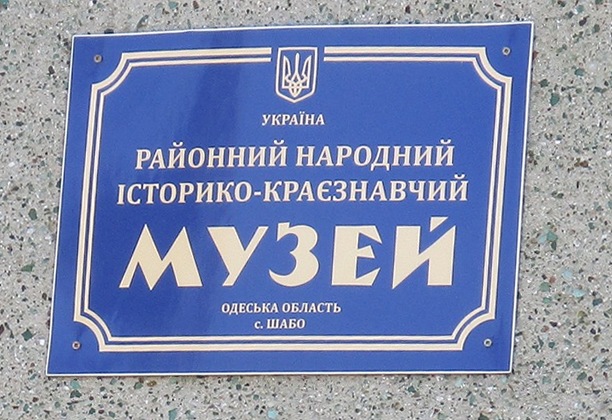 УКРАЇНА
РАЙОННИЙ НАРОДНИЙ
ІСТОРИКО-КРАЄЗНАВЧИЙ
МУЗЕЙ
ОДЕСЬКА ОБЛАСТЬ
с. ШАБО